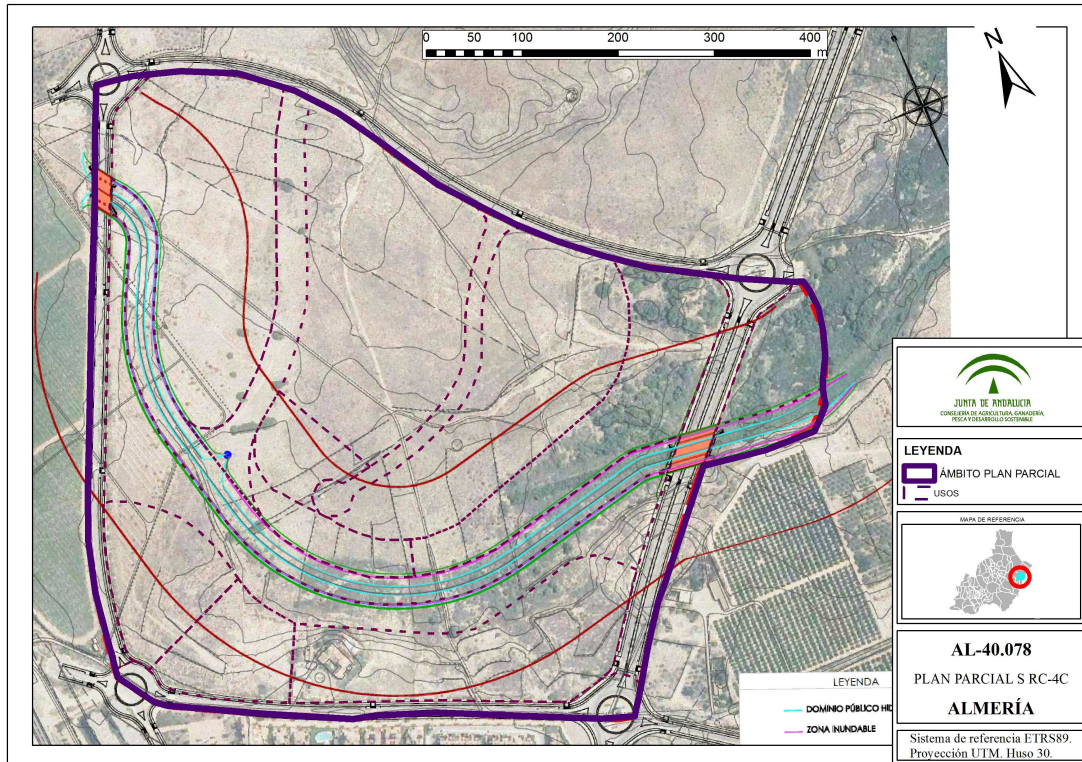 0 50 100 200 300 400
m
N
JUNTA DE ANDALUCIA
CONSEJERÍA DE AGRICULTURA, GANADERÍA,
PESCA Y DESARROLLO SOSTENIBLE
LEYENDA
ÁMBITO PLAN PARCIAL
USOS
MAPA DE REFERENCIA
AL-40.078
PLAN PARCIAL S RC-4C
ALMERÍA
Sistema de referencia ETRS89.
Proyección UTM. Huso 30.
LEYENDA
DOMINIO PÚBLICO HID
ZONA INUNDABLE